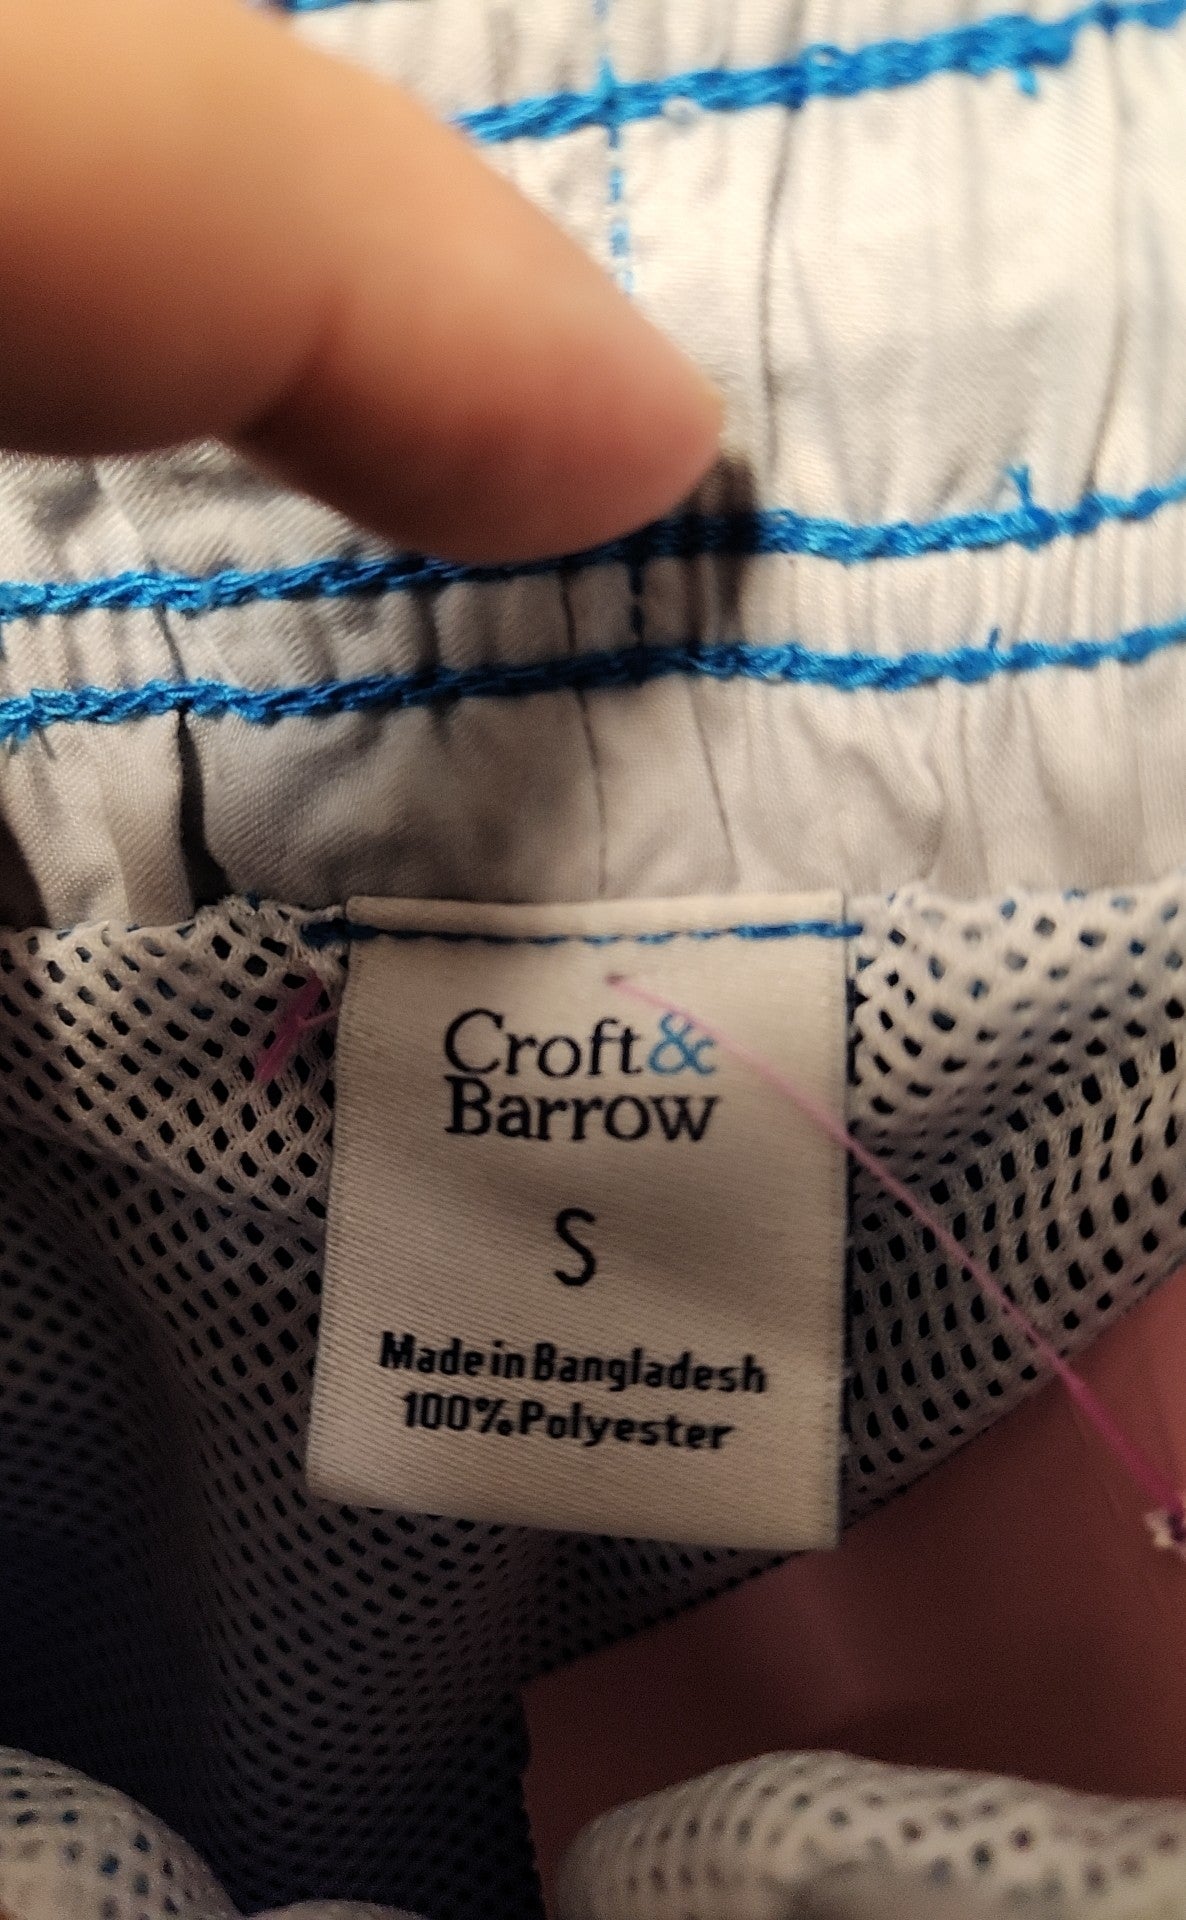 Croft&
Barrow
S
Made in Bangladesh
100% Polyester